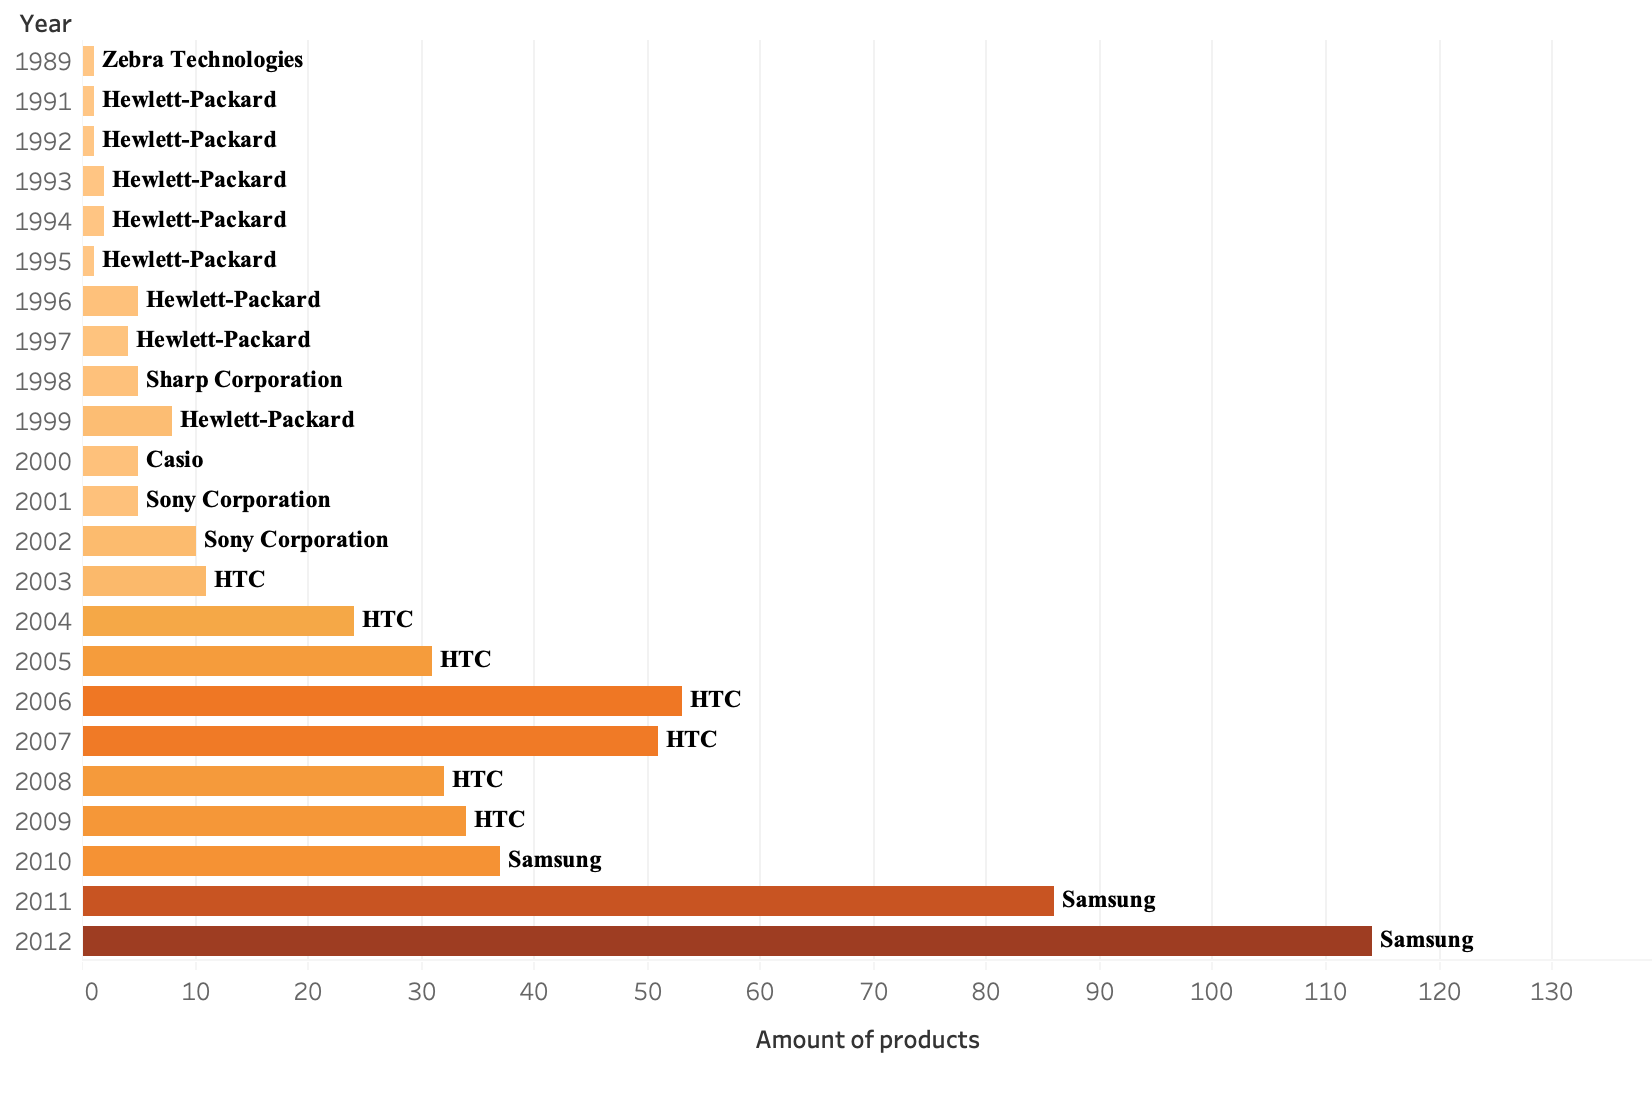 Year
1989 Zebra Technologies
1991 Hewlett-Packard
1992 Hewlett-Packard
1993 Hewlett-Packard
1994 Hewlett-Packard
1995 Hewlett-Packard
1996 Hewlett-Packard
1997 Hewlett-Packard
1998 Sharp Corporation
1999 Hewlett-Packard
2000 Casio
2001 Sony Corporation
2002 Sony Corporation
2003 HTC
2004 HTC
2005 HTC
2006 HTC
2007 HTC
2008 HTC
2009 HTC
2010 Samsung
2011 Samsung
2012 Samsung
0 10 20 30 40 50 60 70 80 90 100 110 120 130
Amount of products